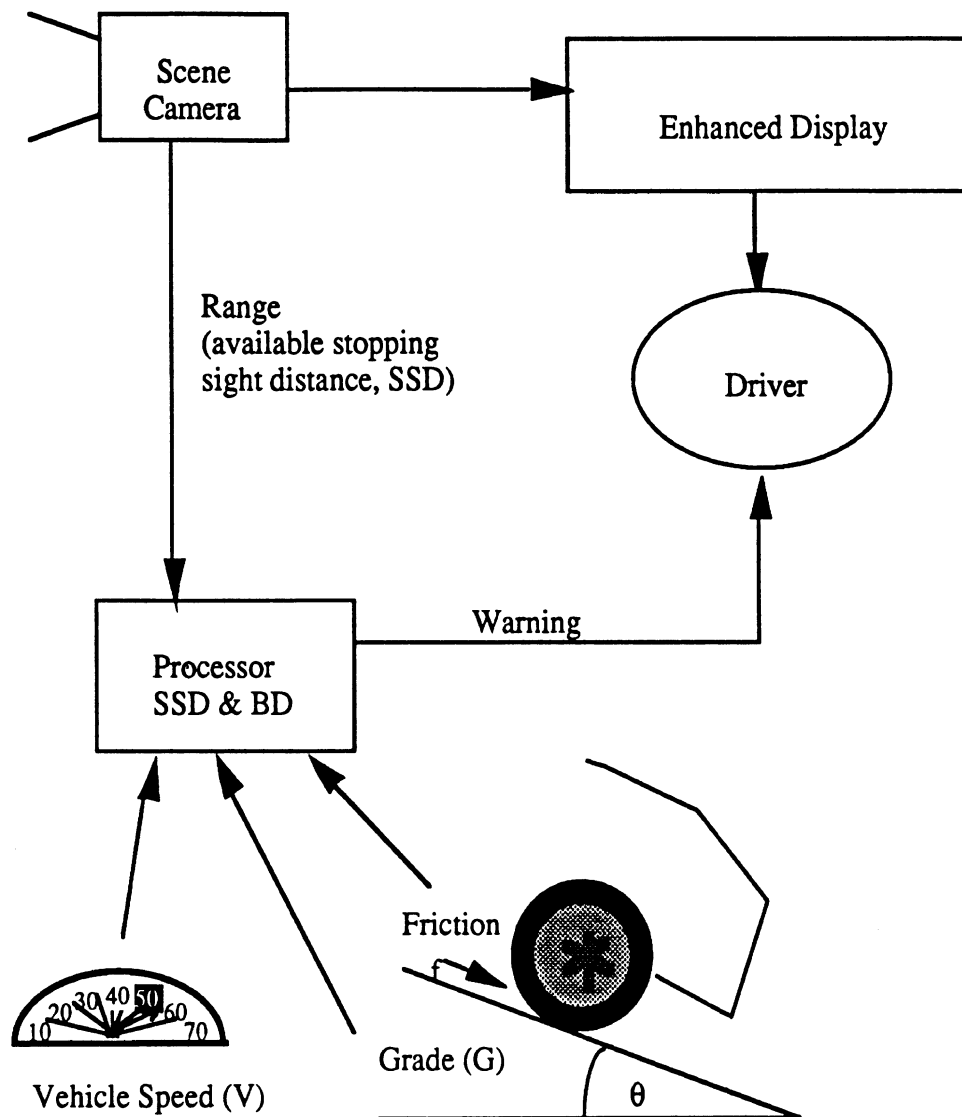 Scene
Camera
Enhanced Display
Range
(available stopping
sight distance, SSD)
Driver
Warning
Processor
SSD & BD
Friction
f
10 20 30 40 50 60 70
Vehicle Speed (V)
Grade (G)
θ